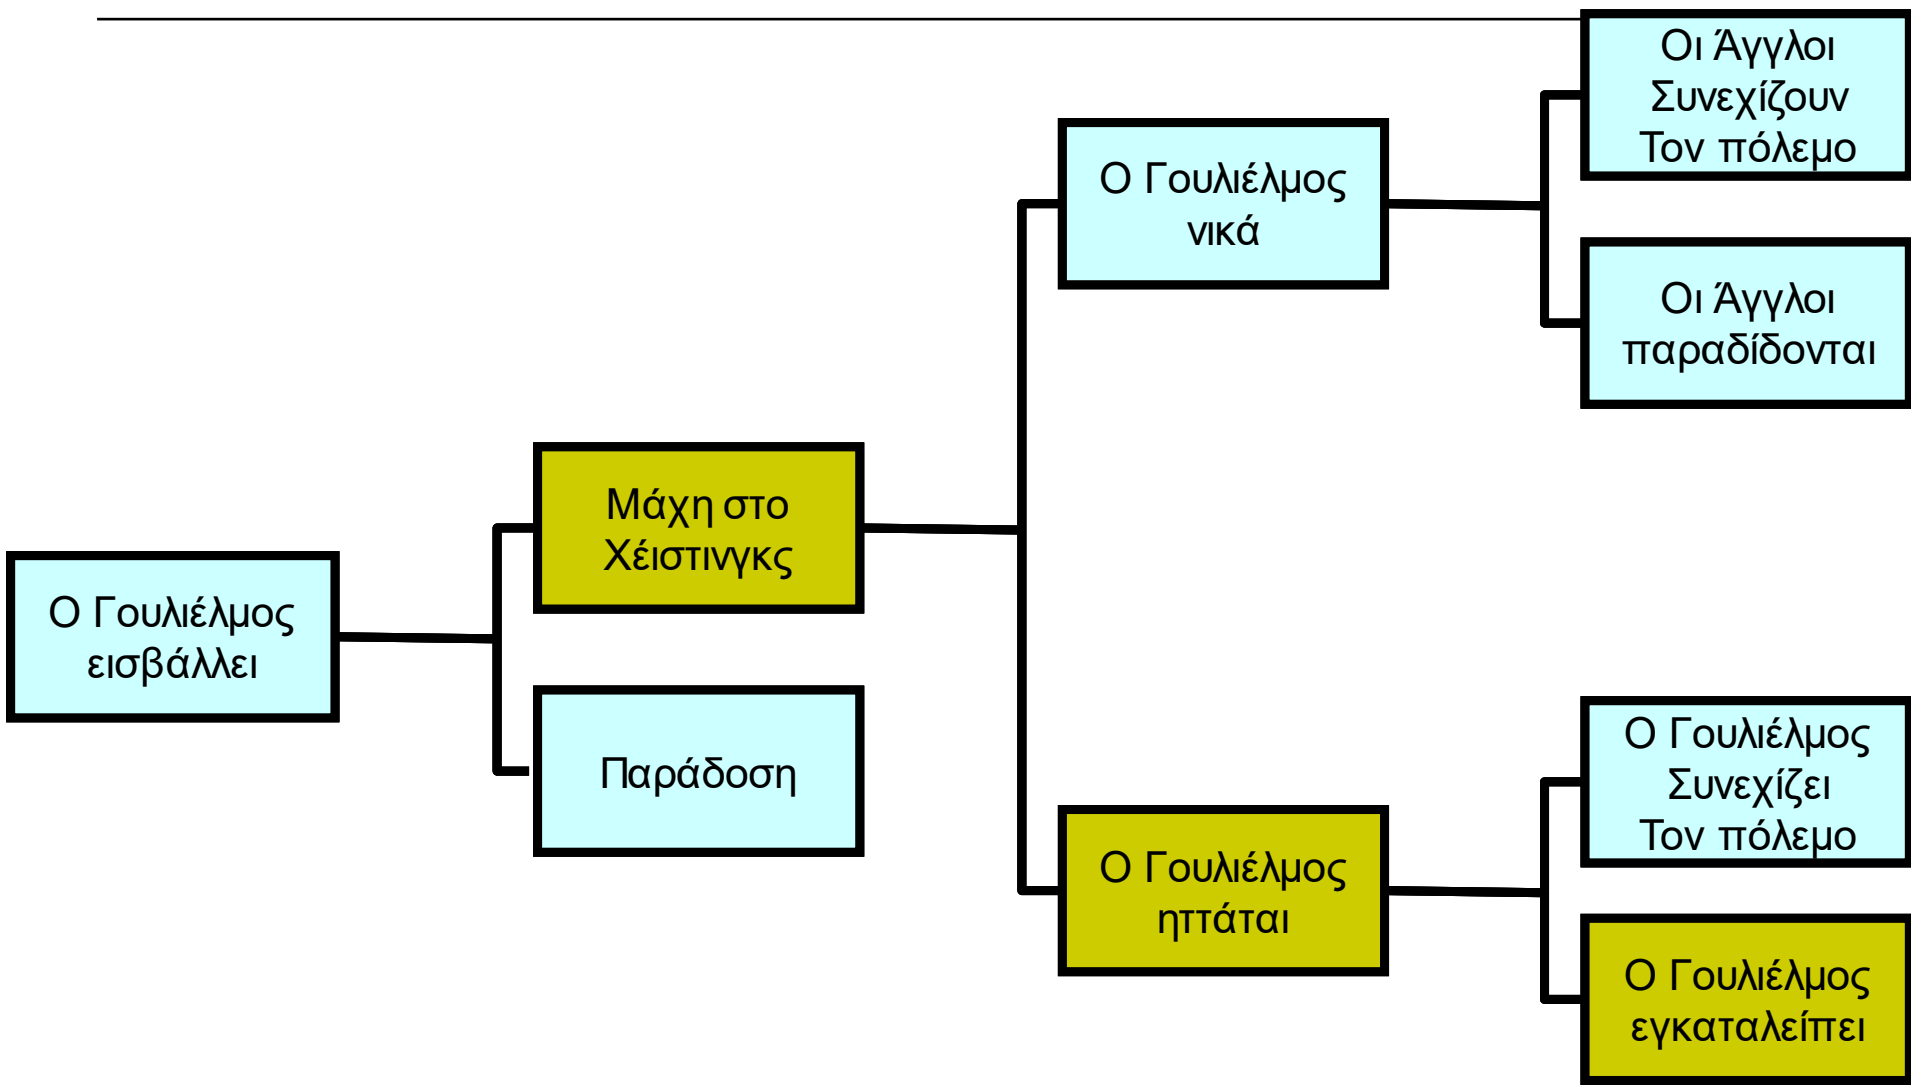 Ο Γουλιέλμος
εισβάλλει
Μάχη στο
Χέιστινγκς
Παράδοση
Ο Γουλιέλμος
νικά
Ο Γουλιέλμος
ηττάται
Οι Άγγλοι
Συνεχίζουν
Τον πόλεμο
Οι Άγγλοι
παραδίδονται
Ο Γουλιέλμος
Συνεχίζει
Τον πόλεμο
Ο Γουλιέλμος
εγκαταλείπει